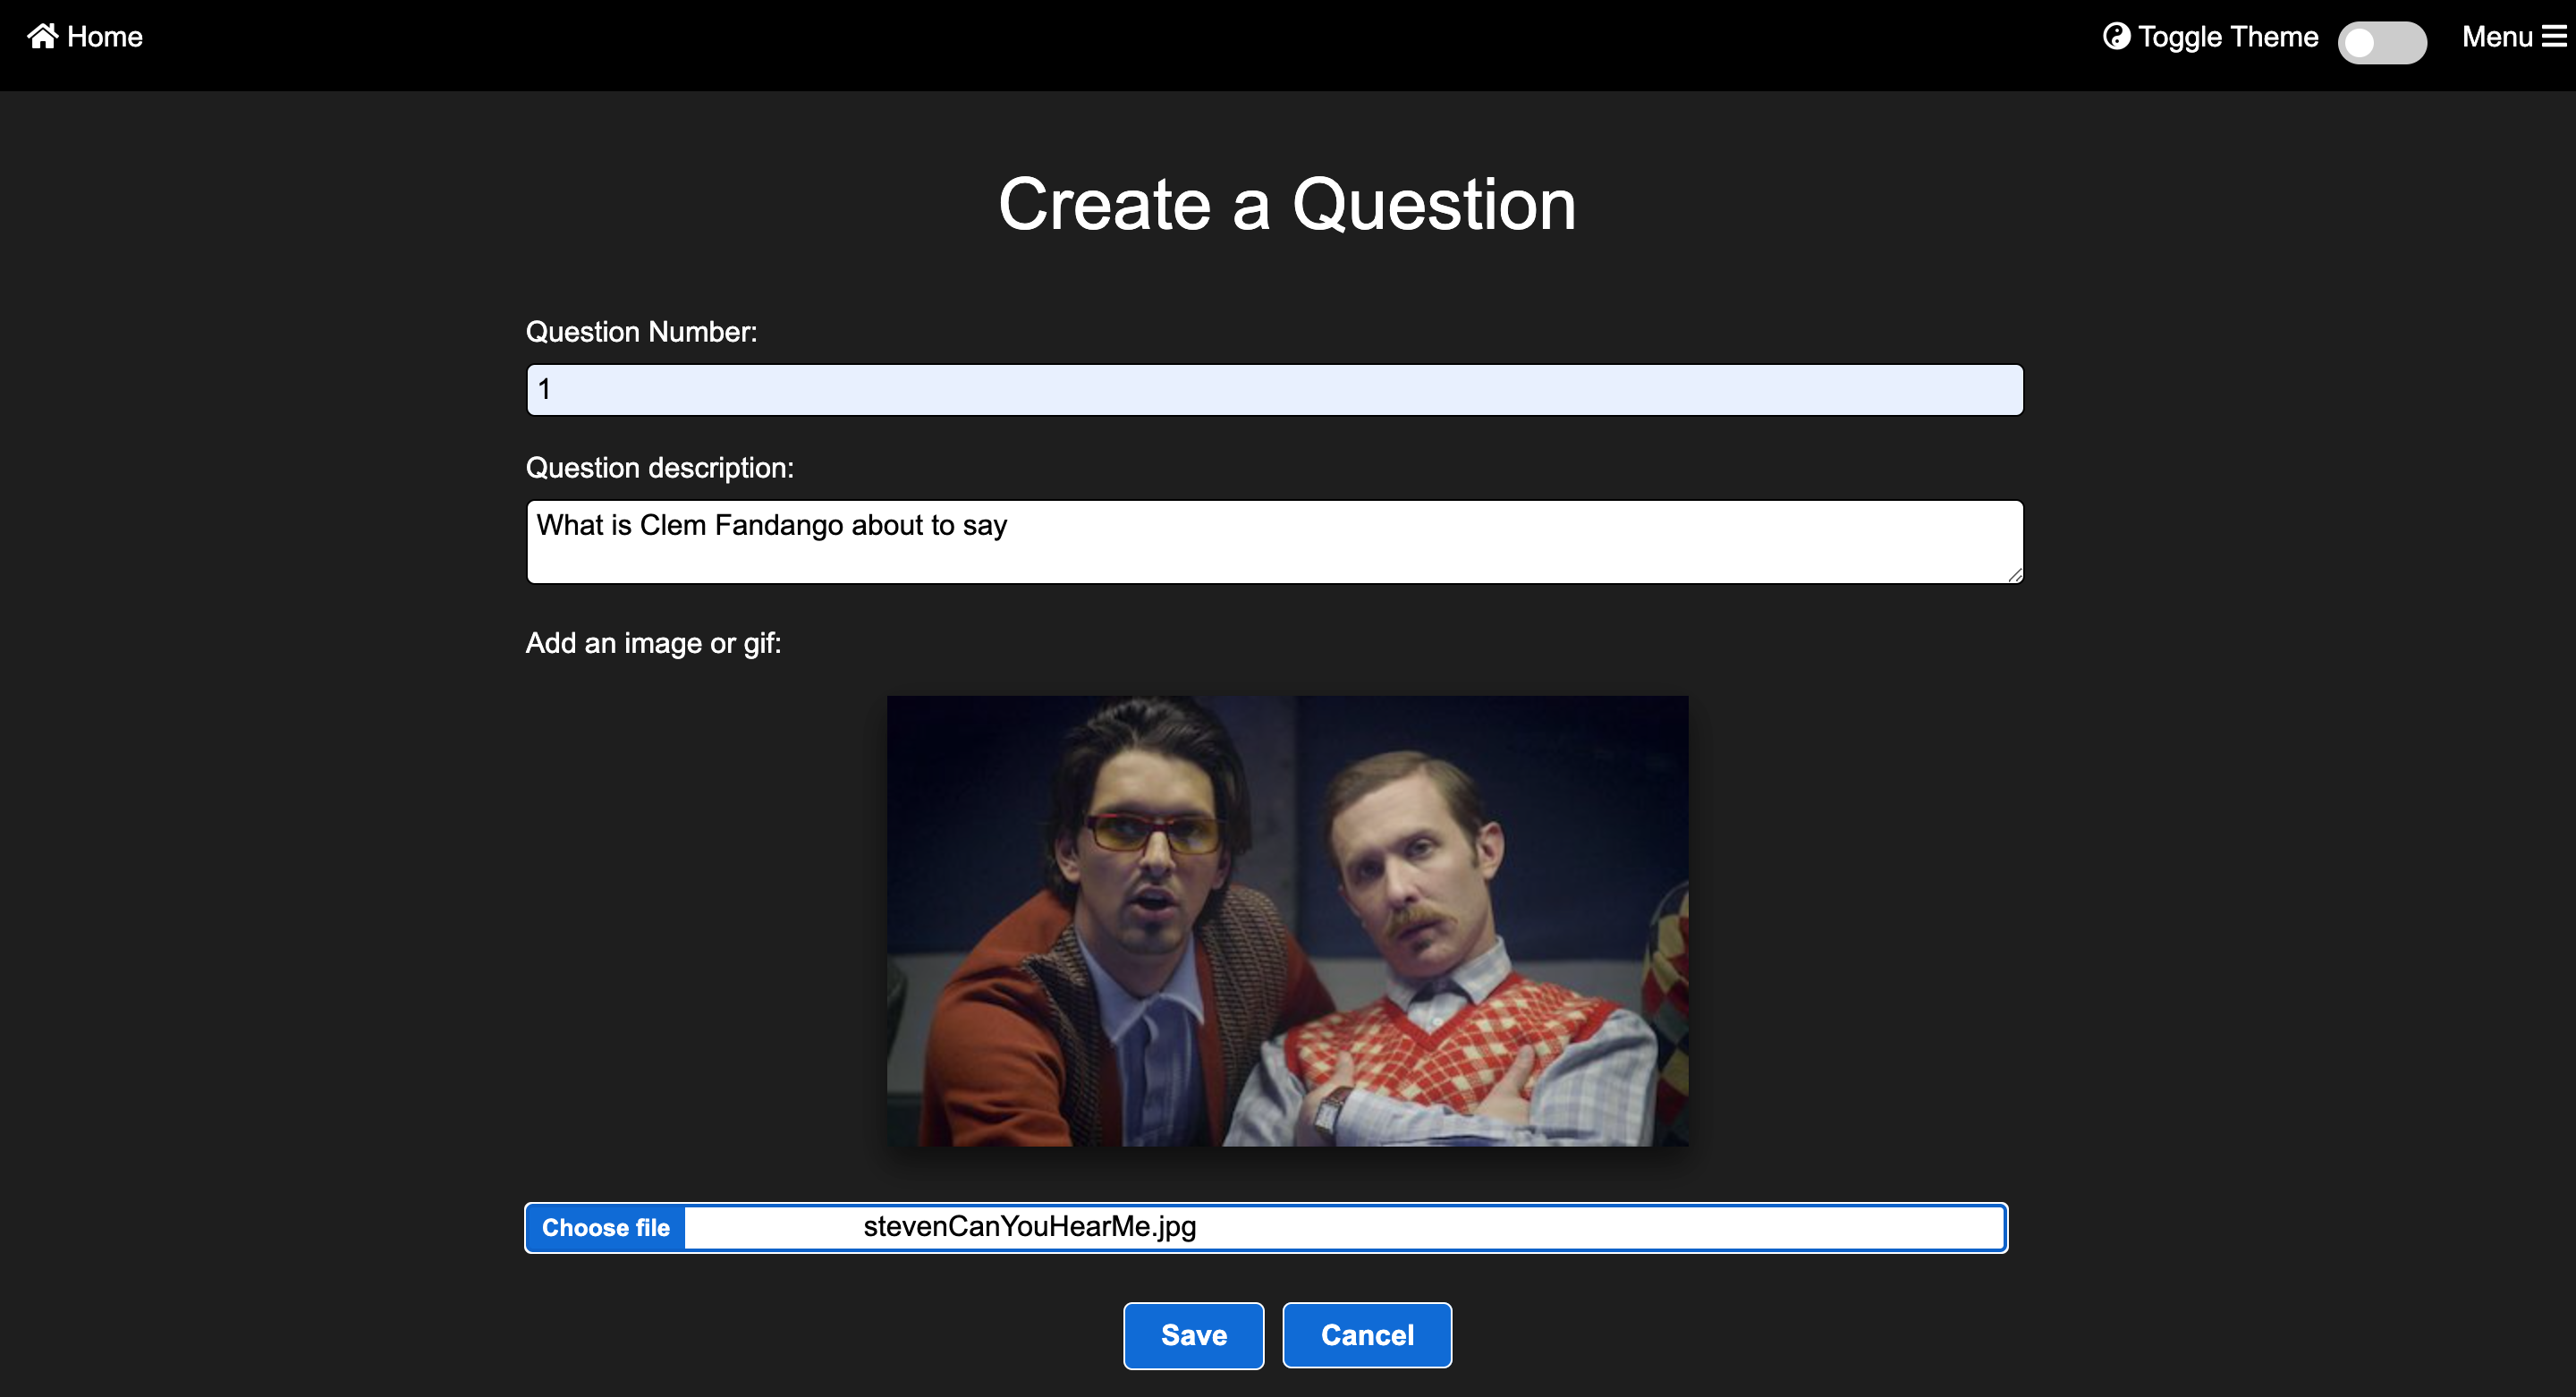 Home
Toggle Theme
Menu
Create a Question
Question Number:
1
Question description:
What is Clem Fandango about to say
Add an image or gif:
Choose file
stevenCanYouHearMe.jpg
Save
Cancel